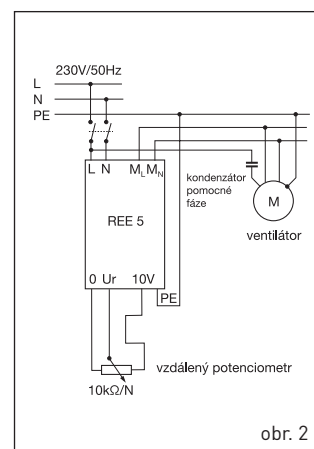 230V/50Hz
L
N
PE
L N M_L M_N
kondenzátor
pomocné
fáze
M
REE 5
ventilátor
0 Ur 10V
PE
vzdálený potenciometr
10kΩ/N
obr. 2